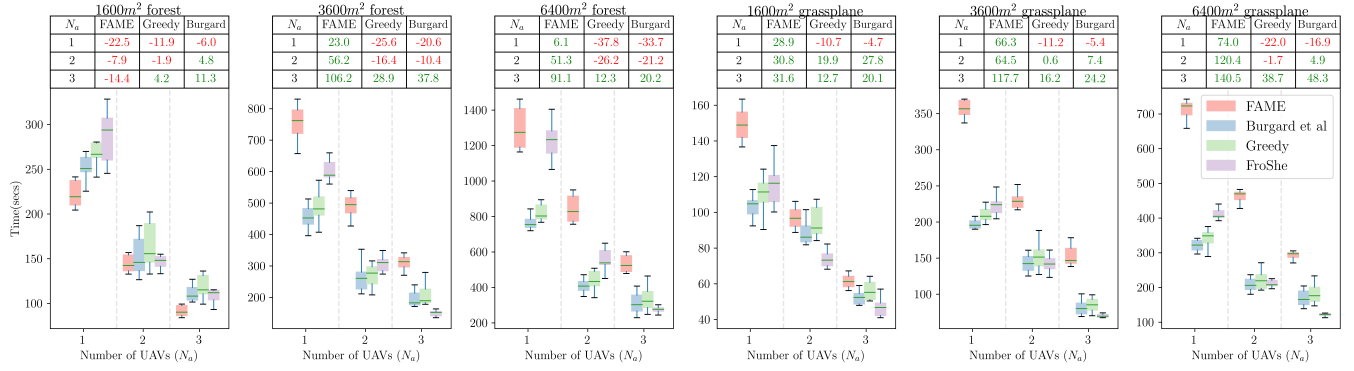 1600m² forest
N_a FAME Greedy Burgard
1 -22.5 -11.9 -6.0
2 -7.9 -1.9 4.8
3 -14.4 4.2 11.3
300
250
200
150
100
Time(secs)
1 2 3
Number of UAVs (N_a)
3600m² forest
N_a FAME Greedy Burgard
1 23.0 -25.6 -20.6
2 56.2 -16.4 -10.4
3 106.2 28.9 37.8
800
700
600
500
400
300
200
1 2 3
Number of UAVs (N_a)
6400m² forest
N_a FAME Greedy Burgard
1 6.1 -37.8 -33.7
2 51.3 -26.2 -21.2
3 91.1 12.3 20.2
1400
1200
1000
800
600
400
200
1 2 3
Number of UAVs (N_a)
1600m² grassplane
N_a FAME Greedy Burgard
1 28.9 -10.7 -4.7
2 30.8 19.9 27.8
3 31.6 12.7 20.1
160
140
120
100
80
60
40
1 2 3
Number of UAVs (N_a)
3600m² grassplane
N_a FAME Greedy Burgard
1 66.3 -11.2 -5.4
2 64.5 0.6 7.4
3 117.7 16.2 24.2
350
300
250
200
150
100
1 2 3
Number of UAVs (N_a)
6400m² grassplane
N_a FAME Greedy Burgard
1 74.0 -22.0 -16.9
2 120.4 -1.7 4.9
3 140.5 38.7 48.3
FAME
Burgard et al
Greedy
FroShe
700
600
500
400
300
200
100
1 2 3
Number of UAVs (N_a)